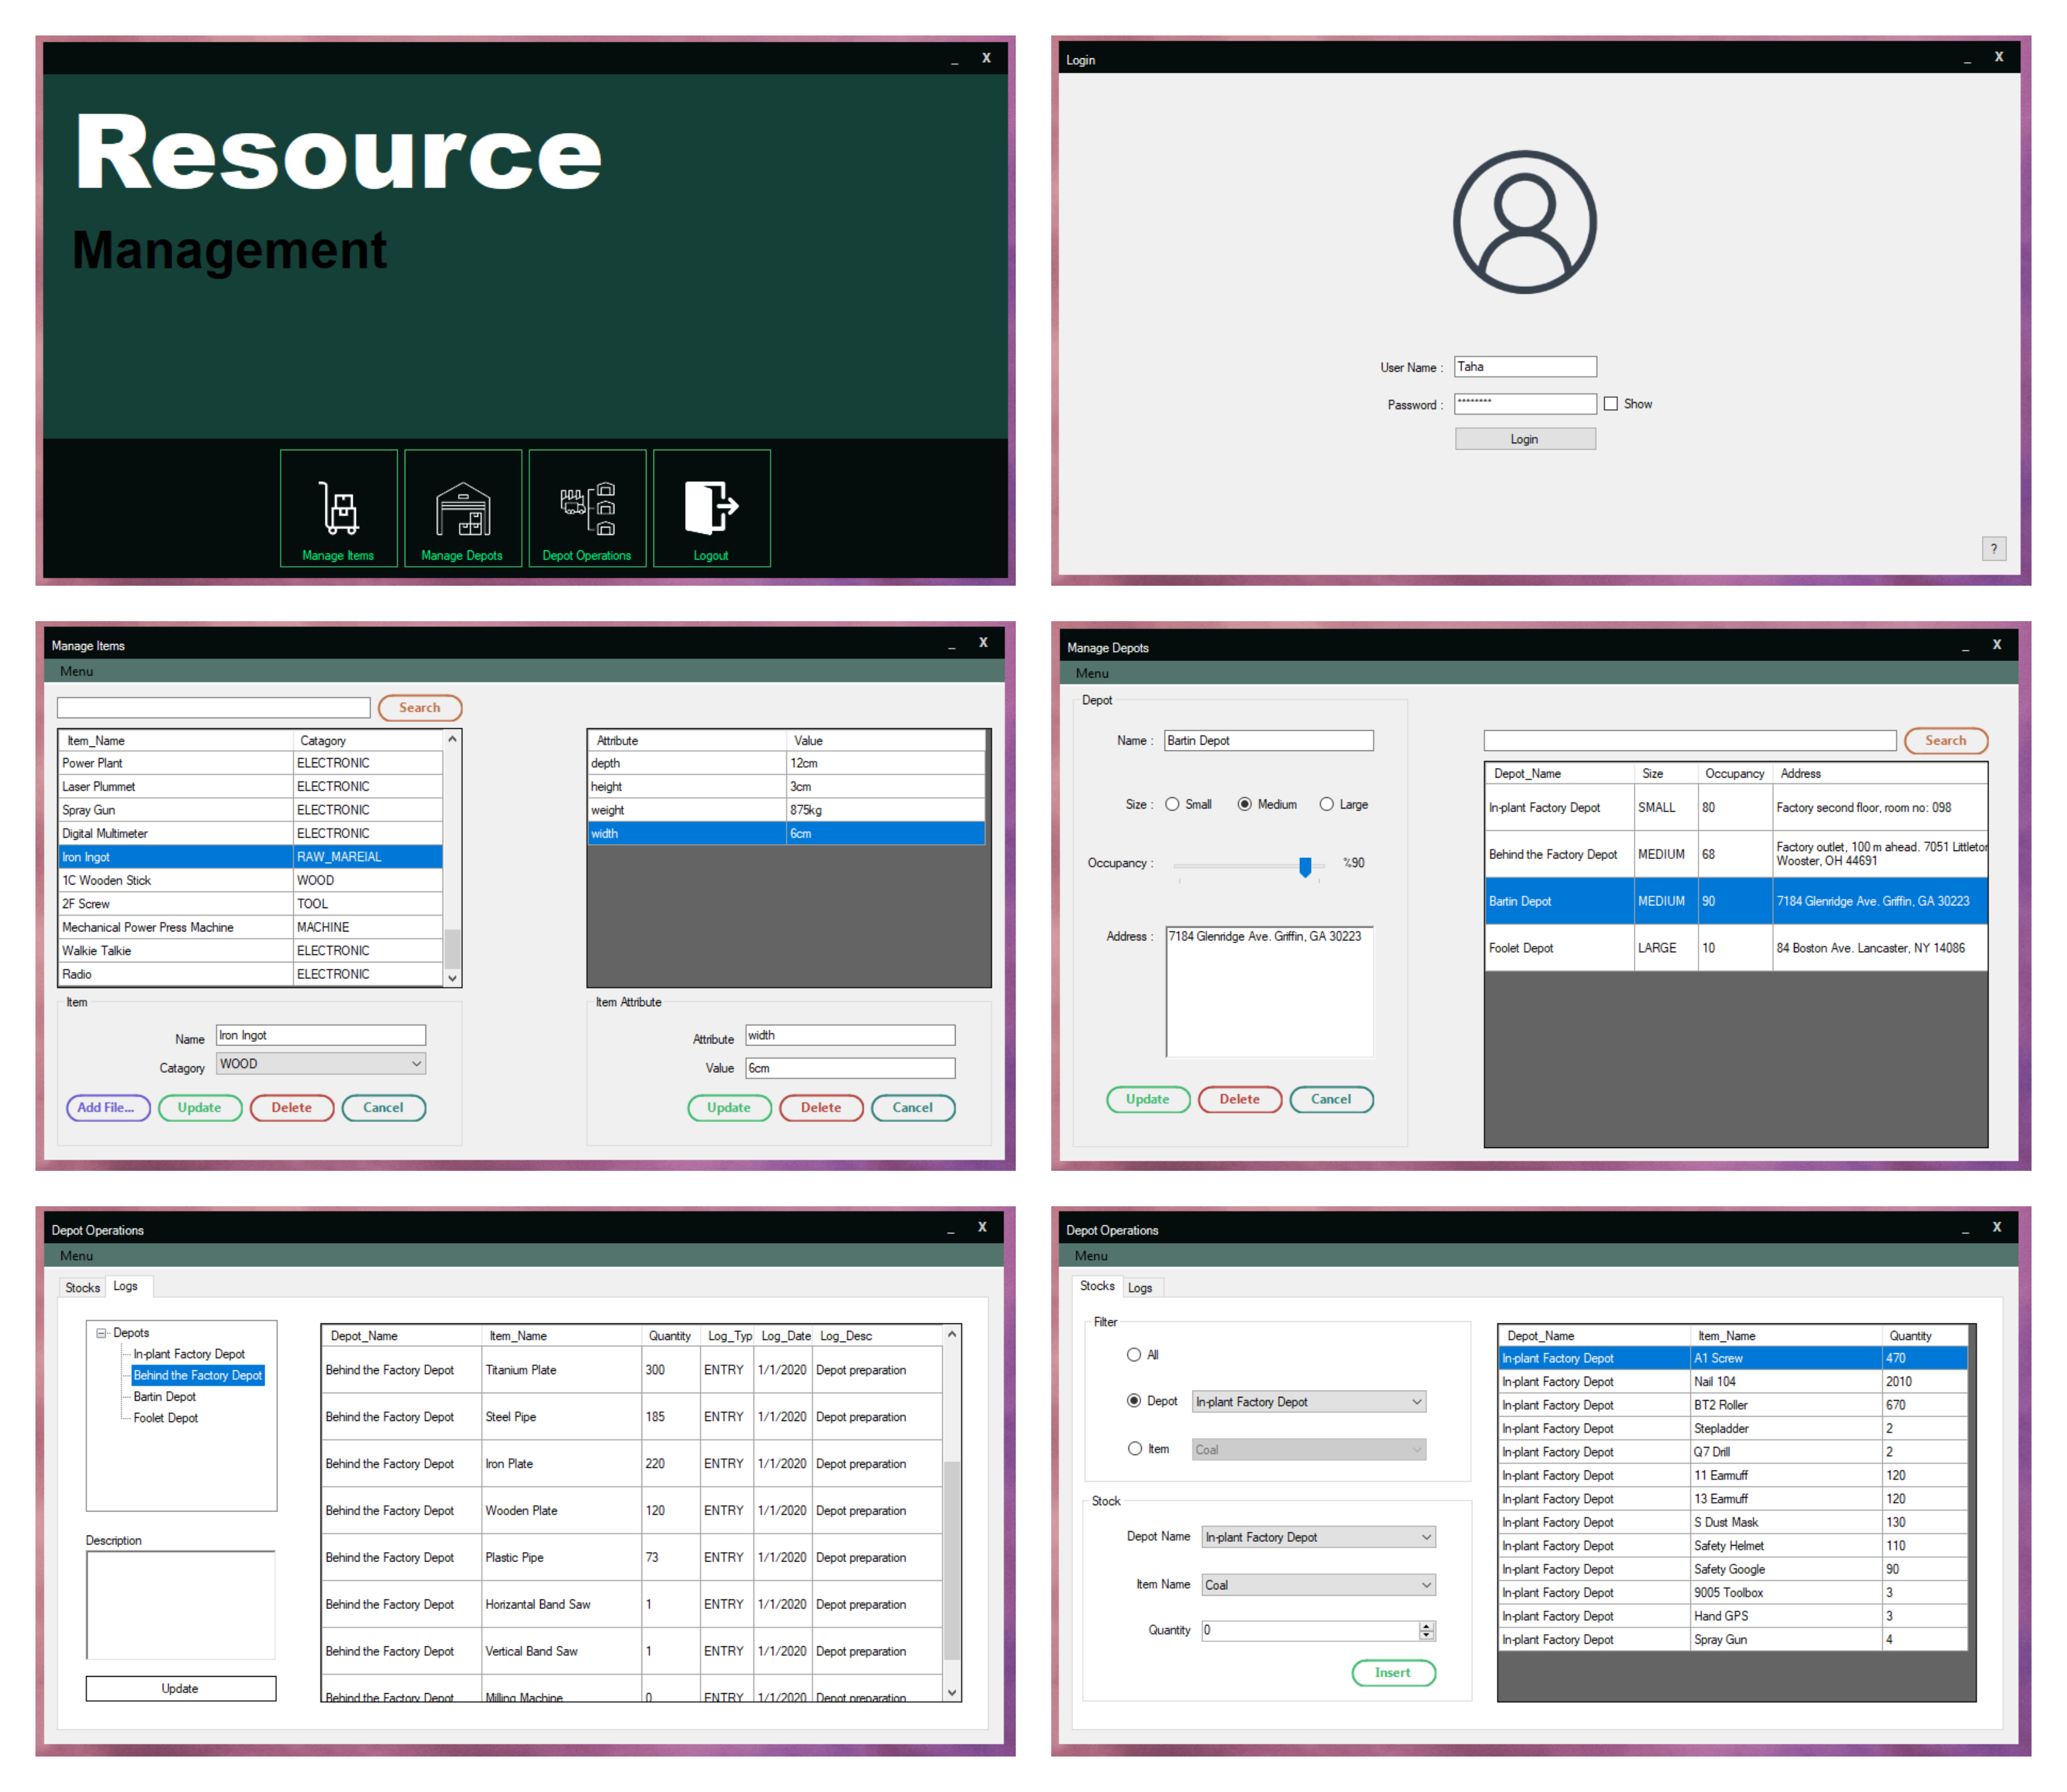 _ X
Resource
Management
Manage Items Manage Depots Depot Operations Logout
Login _ X
User Name : Taha
Password : ******** Show
Login
?
Manage Items _ X
Menu
Search
Item_Name Catagory
Power Plant ELECTRONIC
Laser Plummet ELECTRONIC
Spray Gun ELECTRONIC
Digital Multimeter ELECTRONIC
Iron Ingot RAW_MAREIAL
1C Wooden Stick WOOD
2F Screw TOOL
Mechanical Power Press Machine MACHINE
Walkie Talkie ELECTRONIC
Radio ELECTRONIC
Attribute Value
depth 12cm
height 3cm
weight 875kg
width 6cm
Item
Name Iron Ingot
Catagory WOOD
Add File... Update Delete Cancel
Item Attribute
Attribute width
Value 6cm
Update Delete Cancel
Manage Depots _ X
Menu
Depot
Name : Bartin Depot
Size : Small Medium Large
Occupancy : %90
Address : 7184 Glenridge Ave. Griffin, GA 30223
Update Delete Cancel
Search
Depot_Name Size Occupancy Address
In-plant Factory Depot SMALL 80 Factory second floor, room no: 098
Behind the Factory Depot MEDIUM 68 Factory outlet, 100 m ahead. 7051 Littleton
Wooster, OH 44691
Bartin Depot MEDIUM 90 7184 Glenridge Ave. Griffin, GA 30223
Foolet Depot LARGE 10 84 Boston Ave. Lancaster, NY 14086
Depot Operations _ X
Menu
Stocks Logs
Depots
In-plant Factory Depot
Behind the Factory Depot
Bartin Depot
Foolet Depot
Description
Update
Depot_Name Item_Name Quantity Log_Typ Log_Date Log_Desc
Behind the Factory Depot Titanium Plate 300 ENTRY 1/1/2020 Depot preparation
Behind the Factory Depot Steel Pipe 185 ENTRY 1/1/2020 Depot preparation
Behind the Factory Depot Iron Plate 220 ENTRY 1/1/2020 Depot preparation
Behind the Factory Depot Wooden Plate 120 ENTRY 1/1/2020 Depot preparation
Behind the Factory Depot Plastic Pipe 73 ENTRY 1/1/2020 Depot preparation
Behind the Factory Depot Horizantal Band Saw 1 ENTRY 1/1/2020 Depot preparation
Behind the Factory Depot Vertical Band Saw 1 ENTRY 1/1/2020 Depot preparation
Behind the Factory Depot Milling Machine 0 ENTRY 1/1/2020 Depot preparation
Depot Operations _ X
Menu
Stocks Logs
Filter
All
Depot In-plant Factory Depot
Item Coal
Stock
Depot Name In-plant Factory Depot
Item Name Coal
Quantity 0
Insert
Depot_Name Item_Name Quantity
In-plant Factory Depot A1 Screw 470
In-plant Factory Depot Nail 104 2010
In-plant Factory Depot BT2 Roller 670
In-plant Factory Depot Stepladder 2
In-plant Factory Depot Q7 Drill 2
In-plant Factory Depot 11 Earmuff 120
In-plant Factory Depot 13 Earmuff 120
In-plant Factory Depot S Dust Mask 130
In-plant Factory Depot Safety Helmet 110
In-plant Factory Depot Safety Google 90
In-plant Factory Depot 9005 Toolbox 3
In-plant Factory Depot Hand GPS 3
In-plant Factory Depot Spray Gun 4